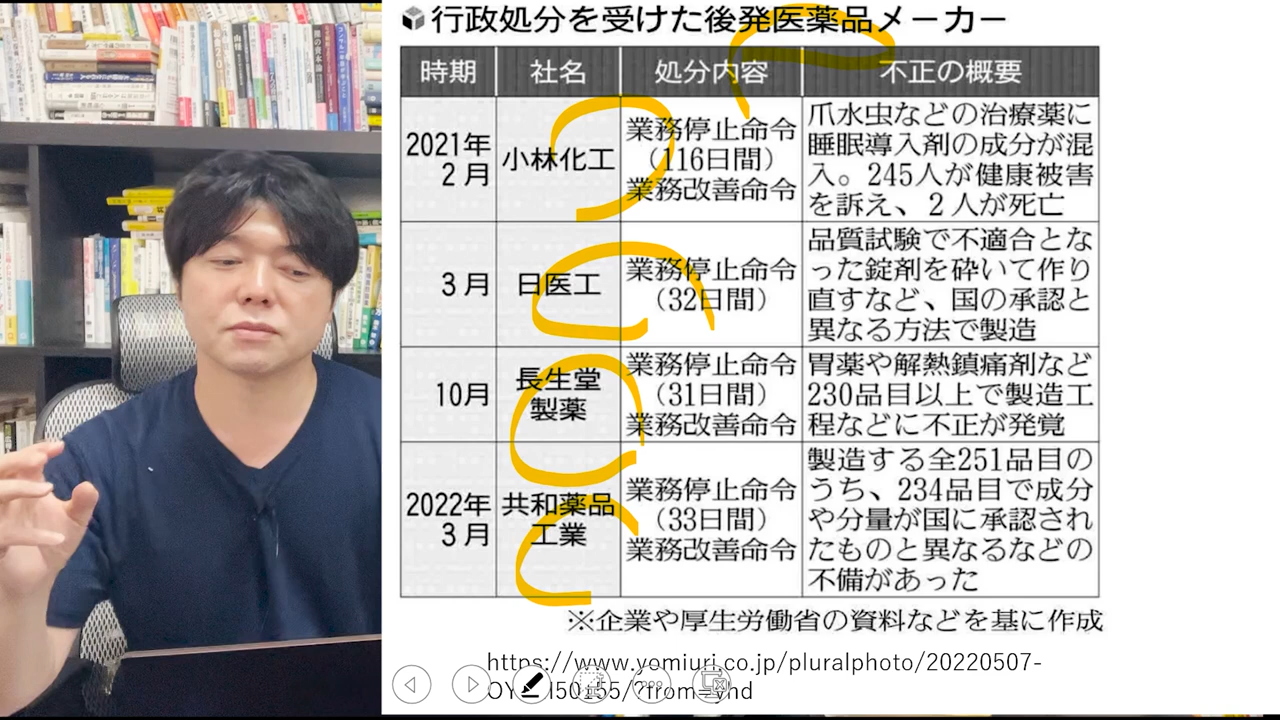 行政処分を受けた後発医薬品メーカー
時期 社名 処分内容 不正の概要
2021年
2月
小林化工
業務停止命令
（116日間）
業務改善命令
爪水虫などの治療薬に
睡眠導入剤の成分が混
入。245人が健康被害
を訴え、2人が死亡
3月
日医工
業務停止命令
（32日間）
品質試験で不適合とな
った錠剤を砕いて作り
直すなど、国の承認と
異なる方法で製造
10月
長生堂
製薬
業務停止命令
（31日間）
業務改善命令
胃薬や解熱鎮痛剤など
230品目以上で製造工
程などに不正が発覚
2022年
3月
共和薬品
工業
業務停止命令
（33日間）
業務改善命令
製造する全251品目の
うち、234品目で成分
や分量が国に承認され
たものと異なるなどの
不備があった
※企業や厚生労働省の資料などを基に作成
https://www.yomiuri.co.jp/pluralphoto/20220507-